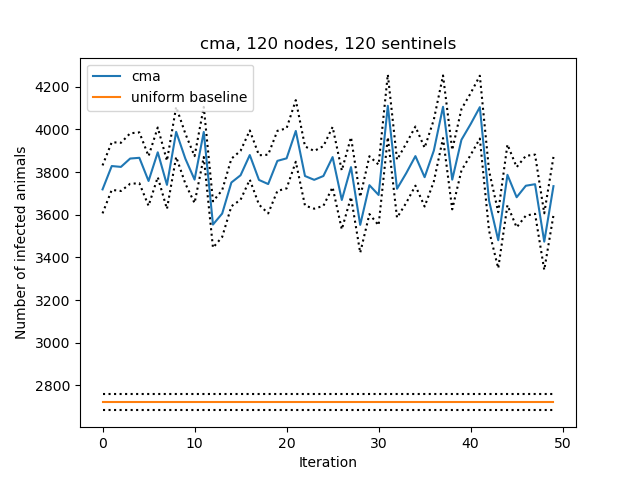 cma, 120 nodes, 120 sentinels
cma
uniform baseline
Number of infected animals
4200
4000
3800
3600
3400
3200
3000
2800
0 10 20 30 40 50
Iteration